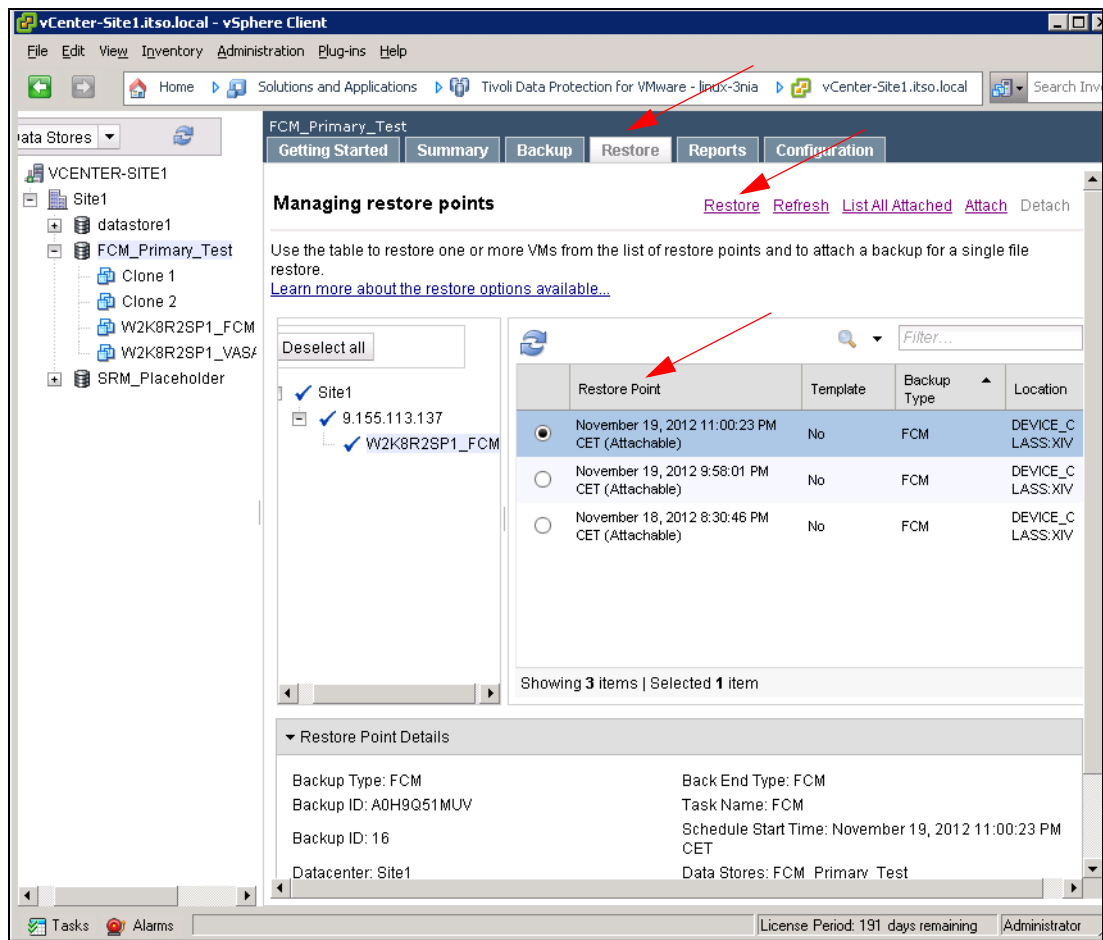 vCenter-Site1.itso.local - vSphere Client
File Edit View Inventory Administration Plug-ins Help
Home Solutions and Applications Tivoli Data Protection for VMware - linux-3nia vCenter-Site1.itso.local Search Inv
ata Stores
VCENTER-SITE1
Site1
datastore1
FCM_Primary_Test
Clone 1
Clone 2
W2K8R2SP1_FCM
W2K8R2SP1_VASA
SRM_Placeholder
FCM_Primary_Test
Getting Started Summary Backup Restore Reports Configuration
Managing restore points
Restore Refresh List All Attached Attach Detach
Use the table to restore one or more VMs from the list of restore points and to attach a backup for a single file
restore.
Learn more about the restore options available...
Deselect all
Site1
9.155.113.137
W2K8R2SP1_FCM
Filter...
Restore Point Template Backup Type Location
November 19, 2012 11:00:23 PM CET (Attachable) No FCM DEVICE_CLASS:XIV
November 19, 2012 9:58:01 PM CET (Attachable) No FCM DEVICE_CLASS:XIV
November 18, 2012 8:30:46 PM CET (Attachable) No FCM DEVICE_CLASS:XIV
Showing 3 items | Selected 1 item
Restore Point Details
Backup Type: FCM
Back End Type: FCM
Backup ID: A0H9Q51MUV
Task Name: FCM
Backup ID: 16
Schedule Start Time: November 19, 2012 11:00:23 PM
CET
Datacenter: Site1
Data Stores: FCM_Primary_Test
Tasks Alarms
License Period: 191 days remaining Administrator